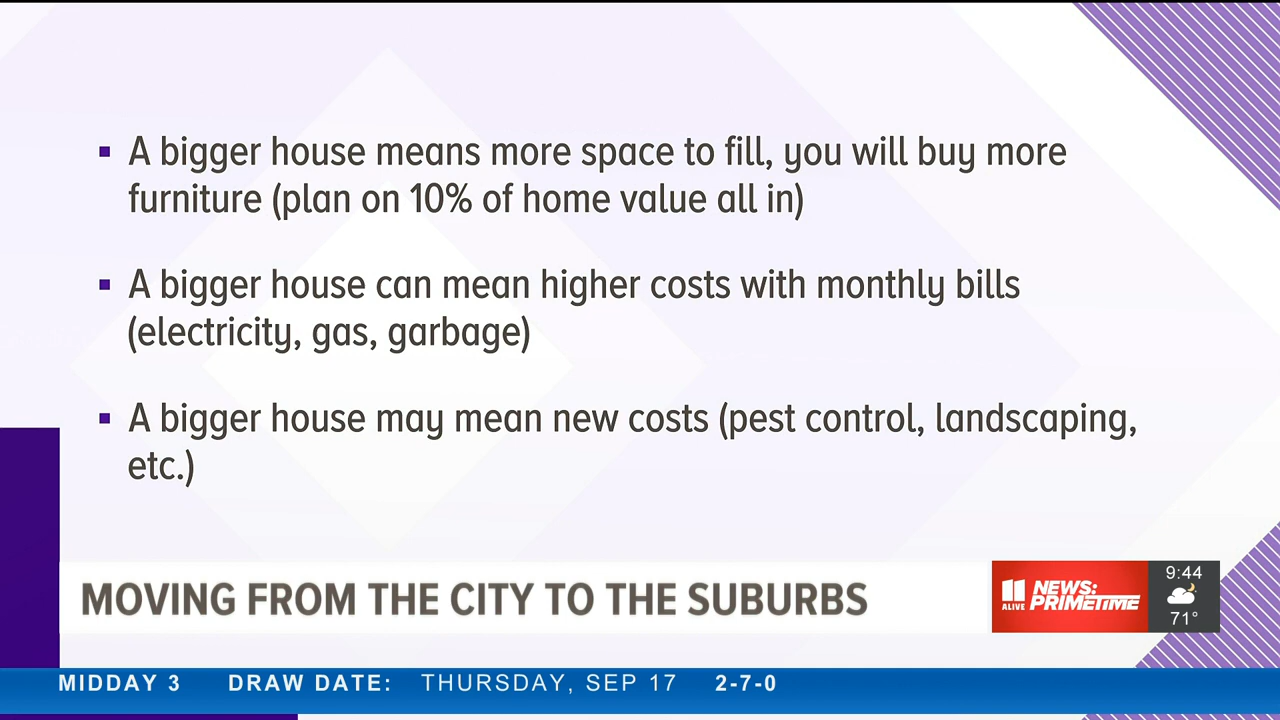 ▪ A bigger house means more space to fill, you will buy more
furniture (plan on 10% of home value all in)
▪ A bigger house can mean higher costs with monthly bills
(electricity, gas, garbage)
▪ A bigger house may mean new costs (pest control, landscaping,
etc.)
MOVING FROM THE CITY TO THE SUBURBS
11 ALIVE NEWS: PRIMETIME
9:44
71°
MIDDAY 3 DRAW DATE: THURSDAY, SEP 17 2-7-0